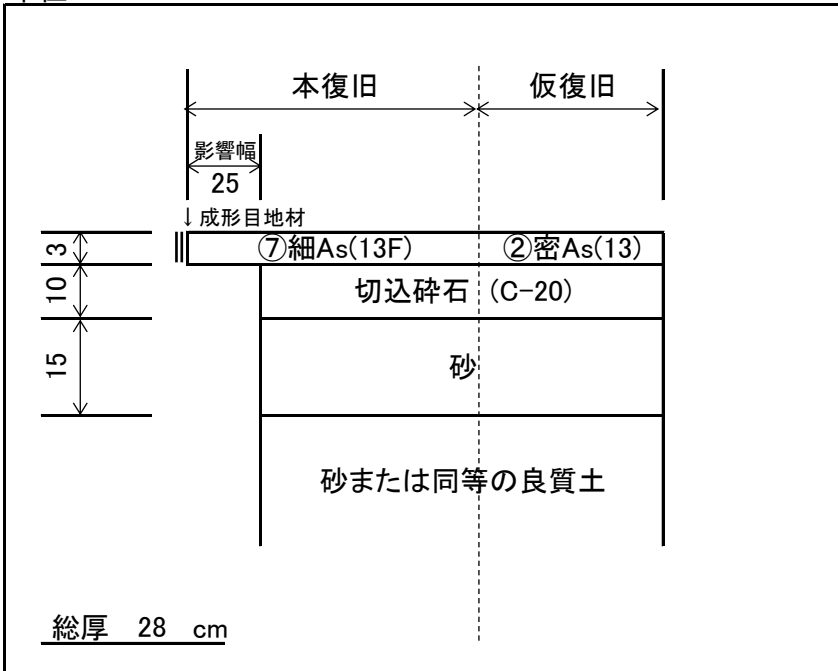 本復旧
仮復旧
影響幅
25
↓成形目地材
3
⑦細As(13F)
②密As(13)
10
切込砕石 (C-20)
15
砂
砂または同等の良質土
総厚 28 cm